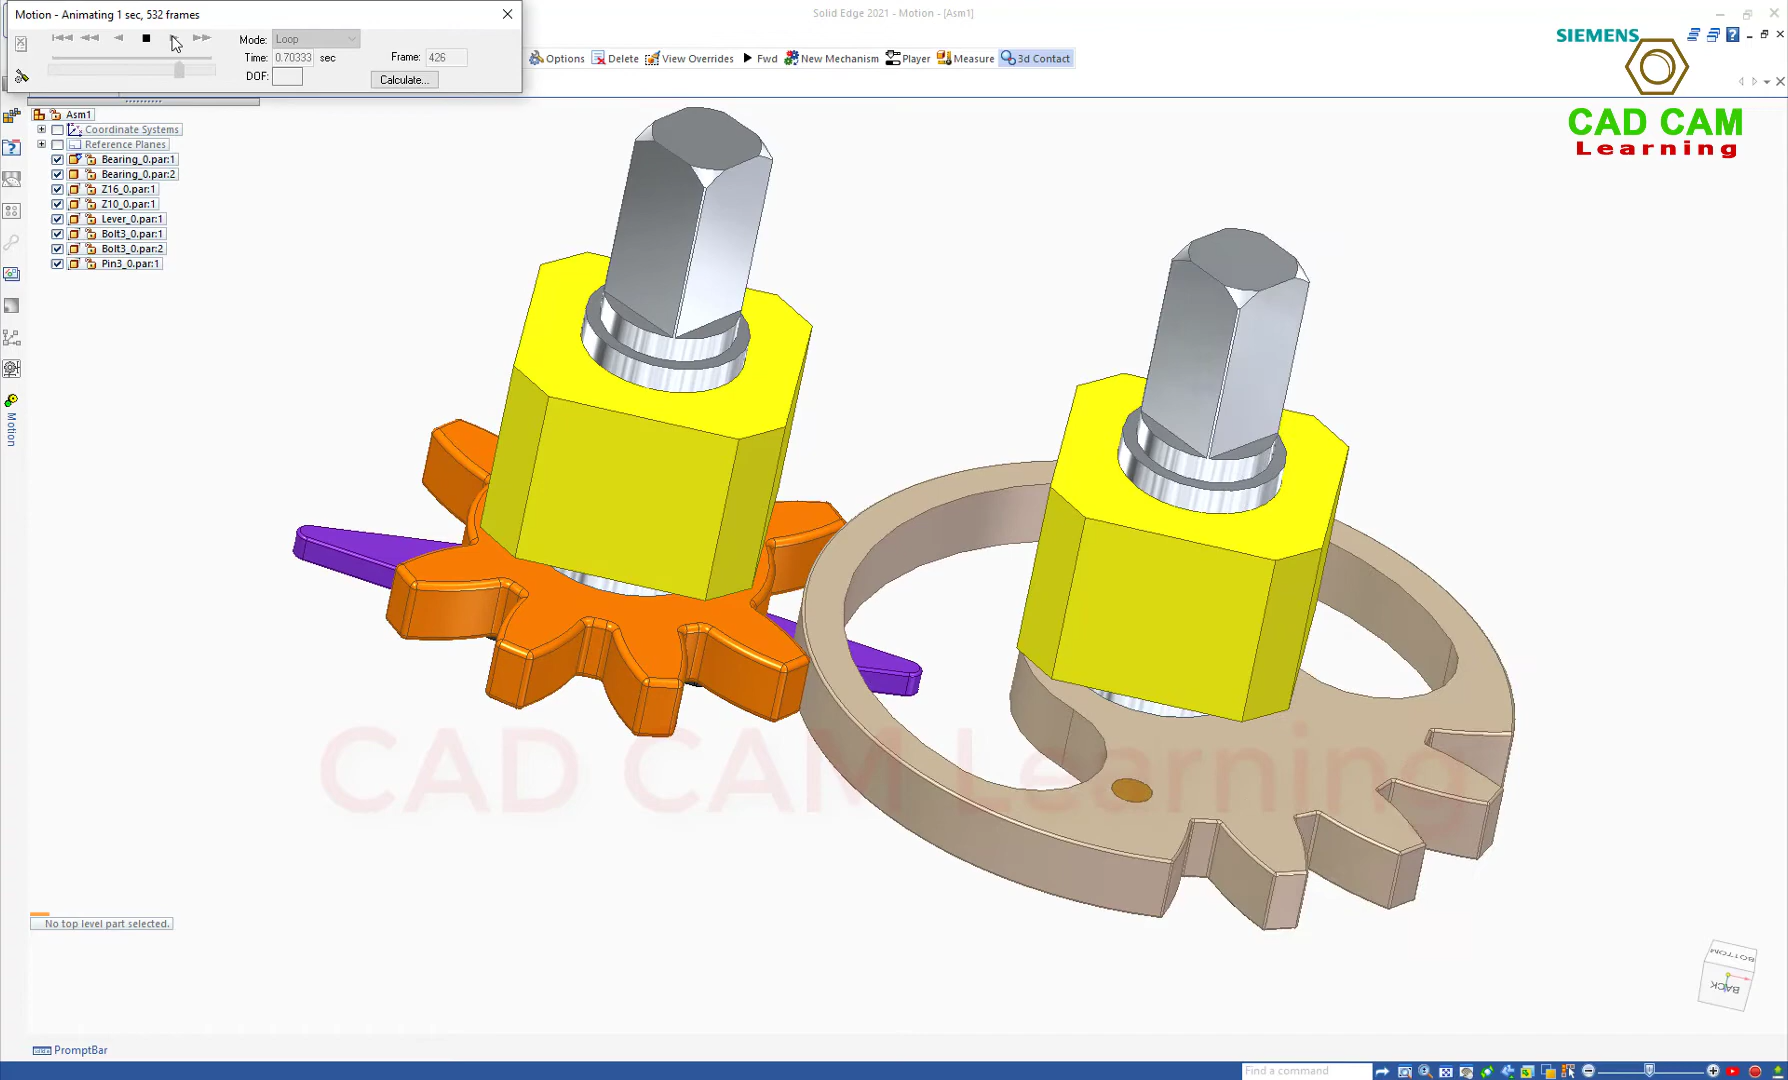 Motion - Animating 1 sec, 532 frames
Mode: Loop
Time: 0.70333 sec
Frame: 426
DOF:
Calculate...
Solid Edge 2021 - Motion - [Asm1]
Options Delete View Overrides Fwd New Mechanism Player Measure 3d Contact
SIEMENS
CAD CAM
Learning
Asm1
Coordinate Systems
Reference Planes
Bearing_0.par:1
Bearing_0.par:2
Z16_0.par:1
Z10_0.par:1
Lever_0.par:1
Bolt3_0.par:1
Bolt3_0.par:2
Pin3_0.par:1
Motion
CAD CAM Learning
No top level part selected.
BOTTOM
BACK
PromptBar
Find a command